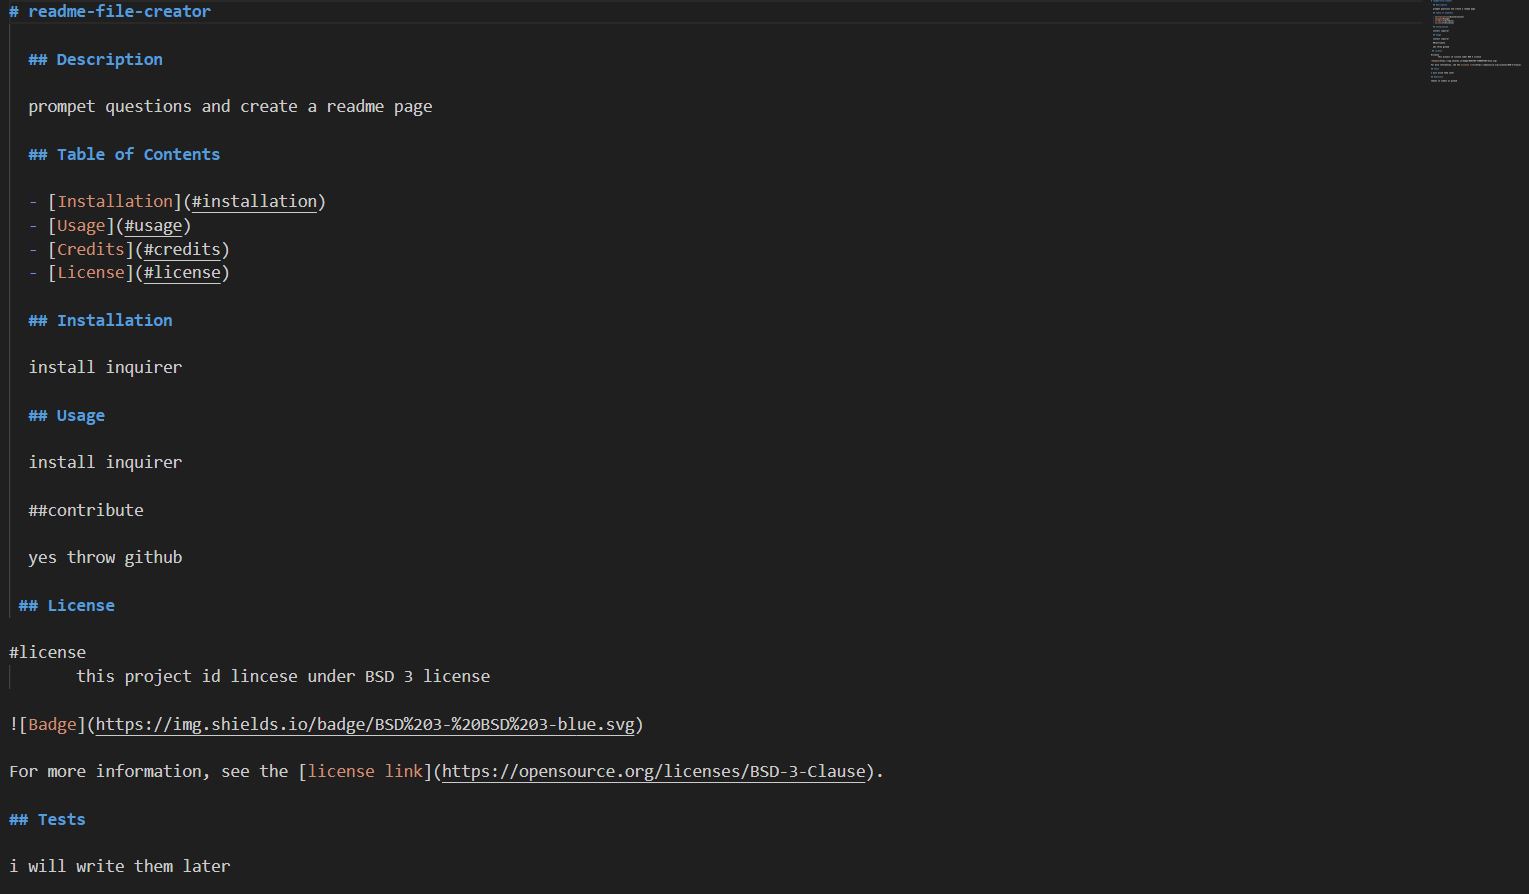 # readme-file-creator
## Description
prompet questions and create a readme page
## Table of Contents
- [Installation](#installation)
- [Usage](#usage)
- [Credits](#credits)
- [License](#license)
## Installation
install inquirer
## Usage
install inquirer
##contribute
yes throw github
## License
#license
this project id lincese under BSD 3 license
![Badge](https://img.shields.io/badge/BSD%203-%20BSD%203-blue.svg)
For more information, see the [license link](https://opensource.org/licenses/BSD-3-Clause).
## Tests
i will write them later